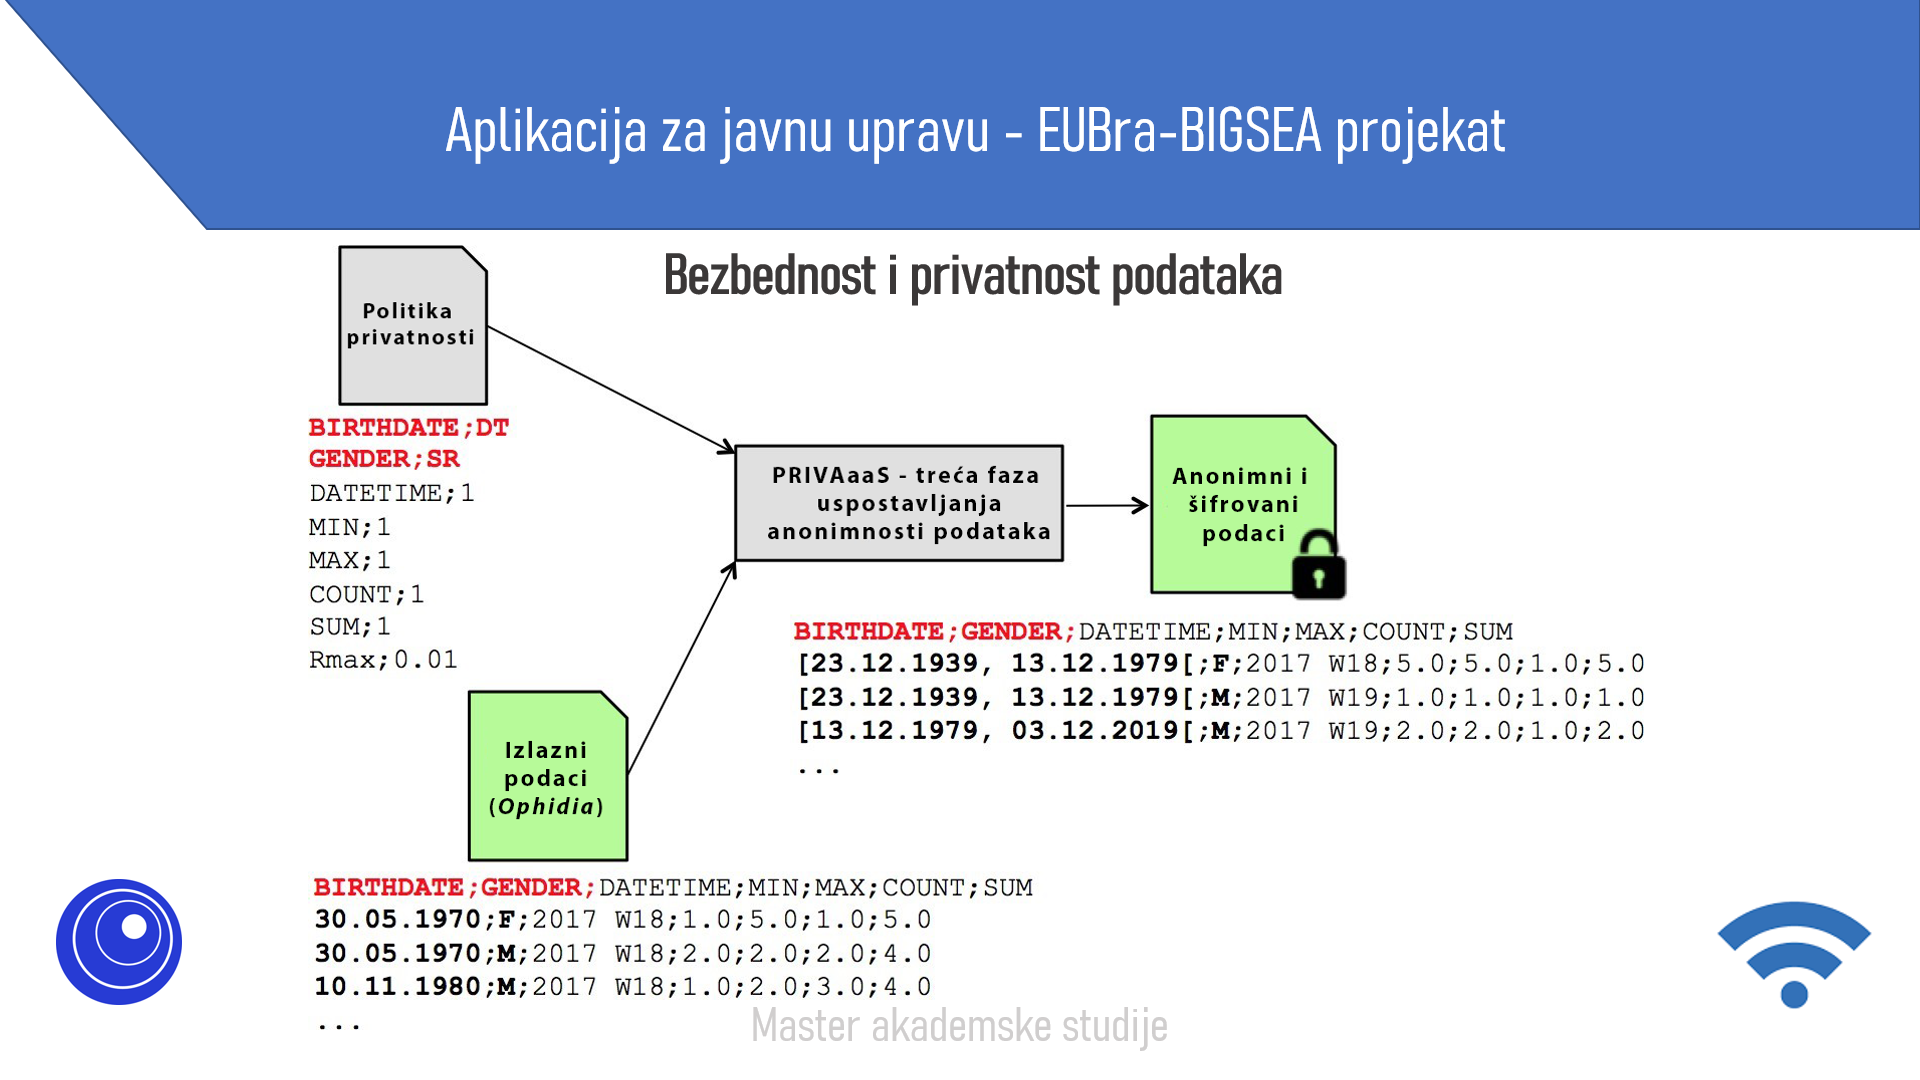 Aplikacija za javnu upravu - EUBra-BIGSEA projekat
Bezbednost i privatnost podataka
Politika
privatnosti
BIRTHDATE;DT
GENDER;SR
DATETIME;1
MIN;1
MAX;1
COUNT;1
SUM;1
Rmax;0.01
PRIVAaaS - treća faza
uspostavljanja
anonimnosti podataka
Anonimni i
šifrovani
podaci
BIRTHDATE;GENDER;DATETIME;MIN;MAX;COUNT;SUM
[23.12.1939, 13.12.1979[;F;2017 W18;5.0;5.0;1.0;5.0
[23.12.1939, 13.12.1979[;M;2017 W19;1.0;1.0;1.0;1.0
[13.12.1979, 03.12.2019[;M;2017 W19;2.0;2.0;1.0;2.0
...
Izlazni
podaci
(Ophidia)
BIRTHDATE;GENDER;DATETIME;MIN;MAX;COUNT;SUM
30.05.1970;F;2017 W18;1.0;5.0;1.0;5.0
30.05.1970;M;2017 W18;2.0;2.0;2.0;4.0
10.11.1980;M;2017 W18;1.0;2.0;3.0;4.0
...
Master akademske studije